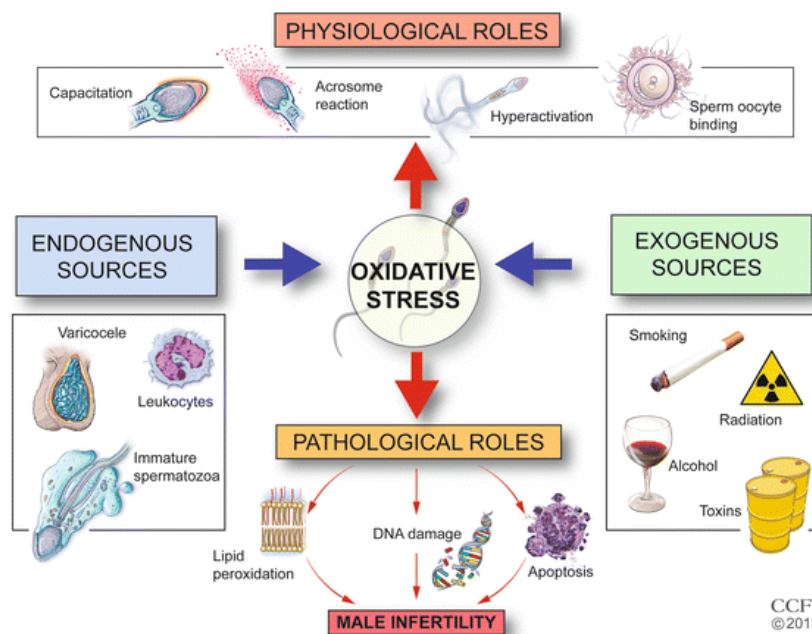 PHYSIOLOGICAL ROLES
Capacitation
Acrosome
reaction
Hyperactivation
Sperm oocyte
binding
ENDOGENOUS
SOURCES
OXIDATIVE
STRESS
EXOGENOUS
SOURCES
Varicocele
Leukocytes
Immature
spermatozoa
Smoking
Radiation
Alcohol
Toxins
PATHOLOGICAL ROLES
Lipid
peroxidation
DNA damage
Apoptosis
MALE INFERTILITY
CCF
©201